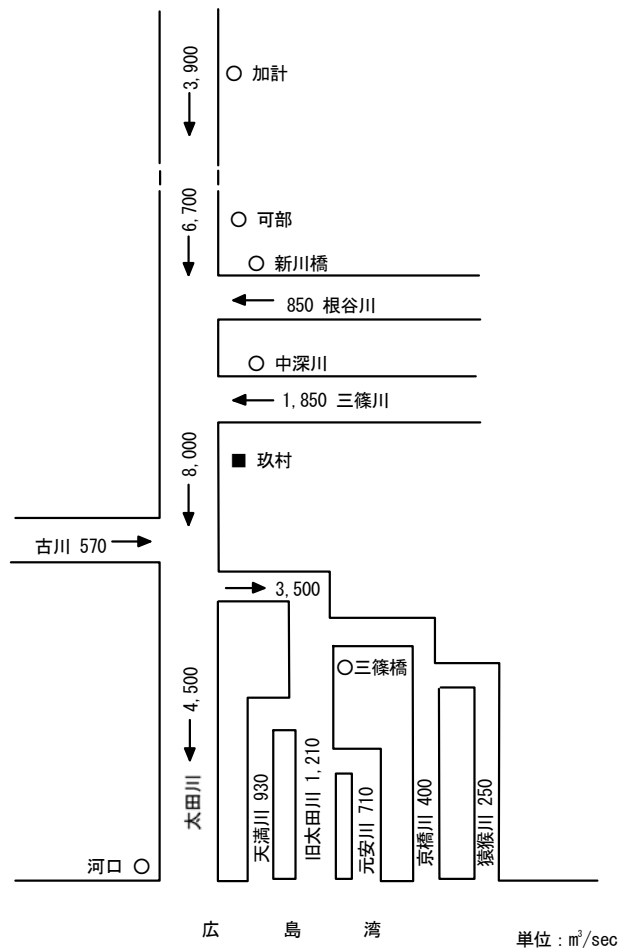 3,900
○ 加計
6,700
○ 可部
○ 新川橋
850 根谷川
○ 中深川
1,850 三篠川
8,000
■ 玖村
古川 570
3,500
○三篠橋
4,500
太田川
天満川 930
旧太田川 1,210
元安川 710
京橋川 400
猿猴川 250
河口 ○
広 島 湾
単位：m³/sec